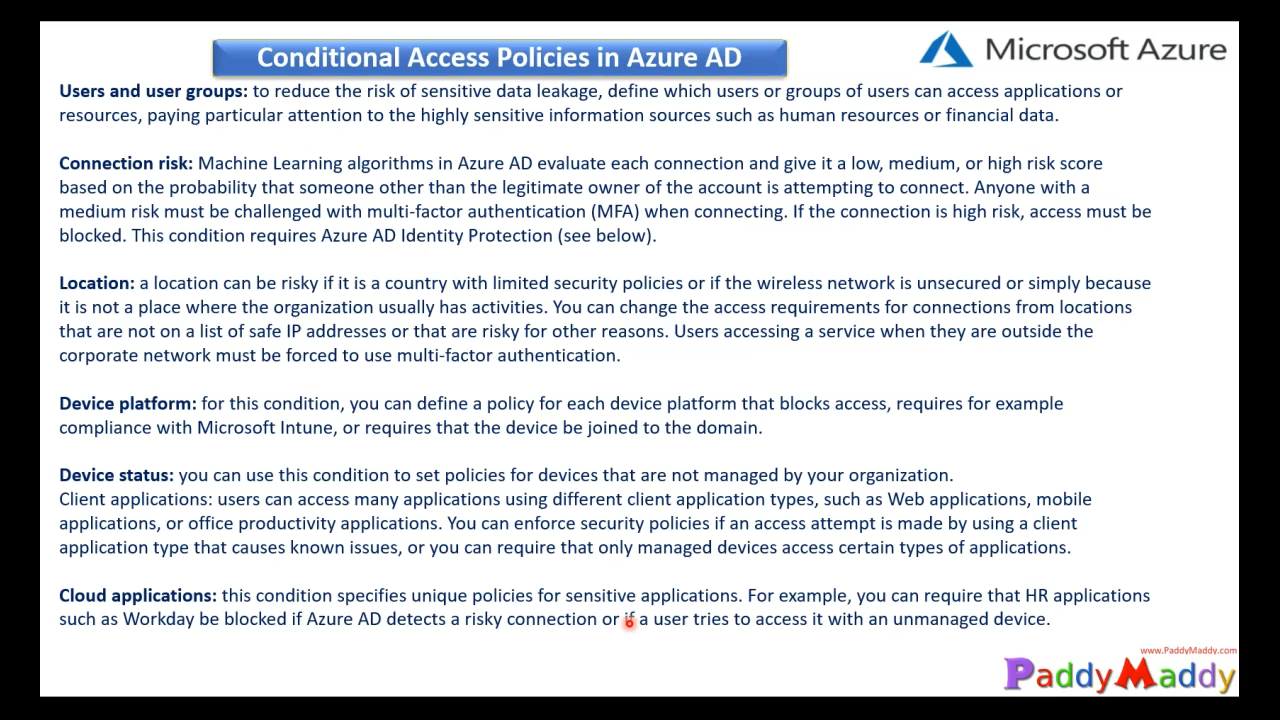 Conditional Access Policies in Azure AD
Microsoft Azure
Users and user groups: to reduce the risk of sensitive data leakage, define which users or groups of users can access applications or
resources, paying particular attention to the highly sensitive information sources such as human resources or financial data.
Connection risk: Machine Learning algorithms in Azure AD evaluate each connection and give it a low, medium, or high risk score
based on the probability that someone other than the legitimate owner of the account is attempting to connect. Anyone with a
medium risk must be challenged with multi-factor authentication (MFA) when connecting. If the connection is high risk, access must be
blocked. This condition requires Azure AD Identity Protection (see below).
Location: a location can be risky if it is a country with limited security policies or if the wireless network is unsecured or simply because
it is not a place where the organization usually has activities. You can change the access requirements for connections from locations
that are not on a list of safe IP addresses or that are risky for other reasons. Users accessing a service when they are outside the
corporate network must be forced to use multi-factor authentication.
Device platform: for this condition, you can define a policy for each device platform that blocks access, requires for example
compliance with Microsoft Intune, or requires that the device be joined to the domain.
Device status: you can use this condition to set policies for devices that are not managed by your organization.
Client applications: users can access many applications using different client application types, such as Web applications, mobile
applications, or office productivity applications. You can enforce security policies if an access attempt is made by using a client
application type that causes known issues, or you can require that only managed devices access certain types of applications.
Cloud applications: this condition specifies unique policies for sensitive applications. For example, you can require that HR applications
such as Workday be blocked if Azure AD detects a risky connection or if a user tries to access it with an unmanaged device.
www.PaddyMaddy.com
PaddyMaddy